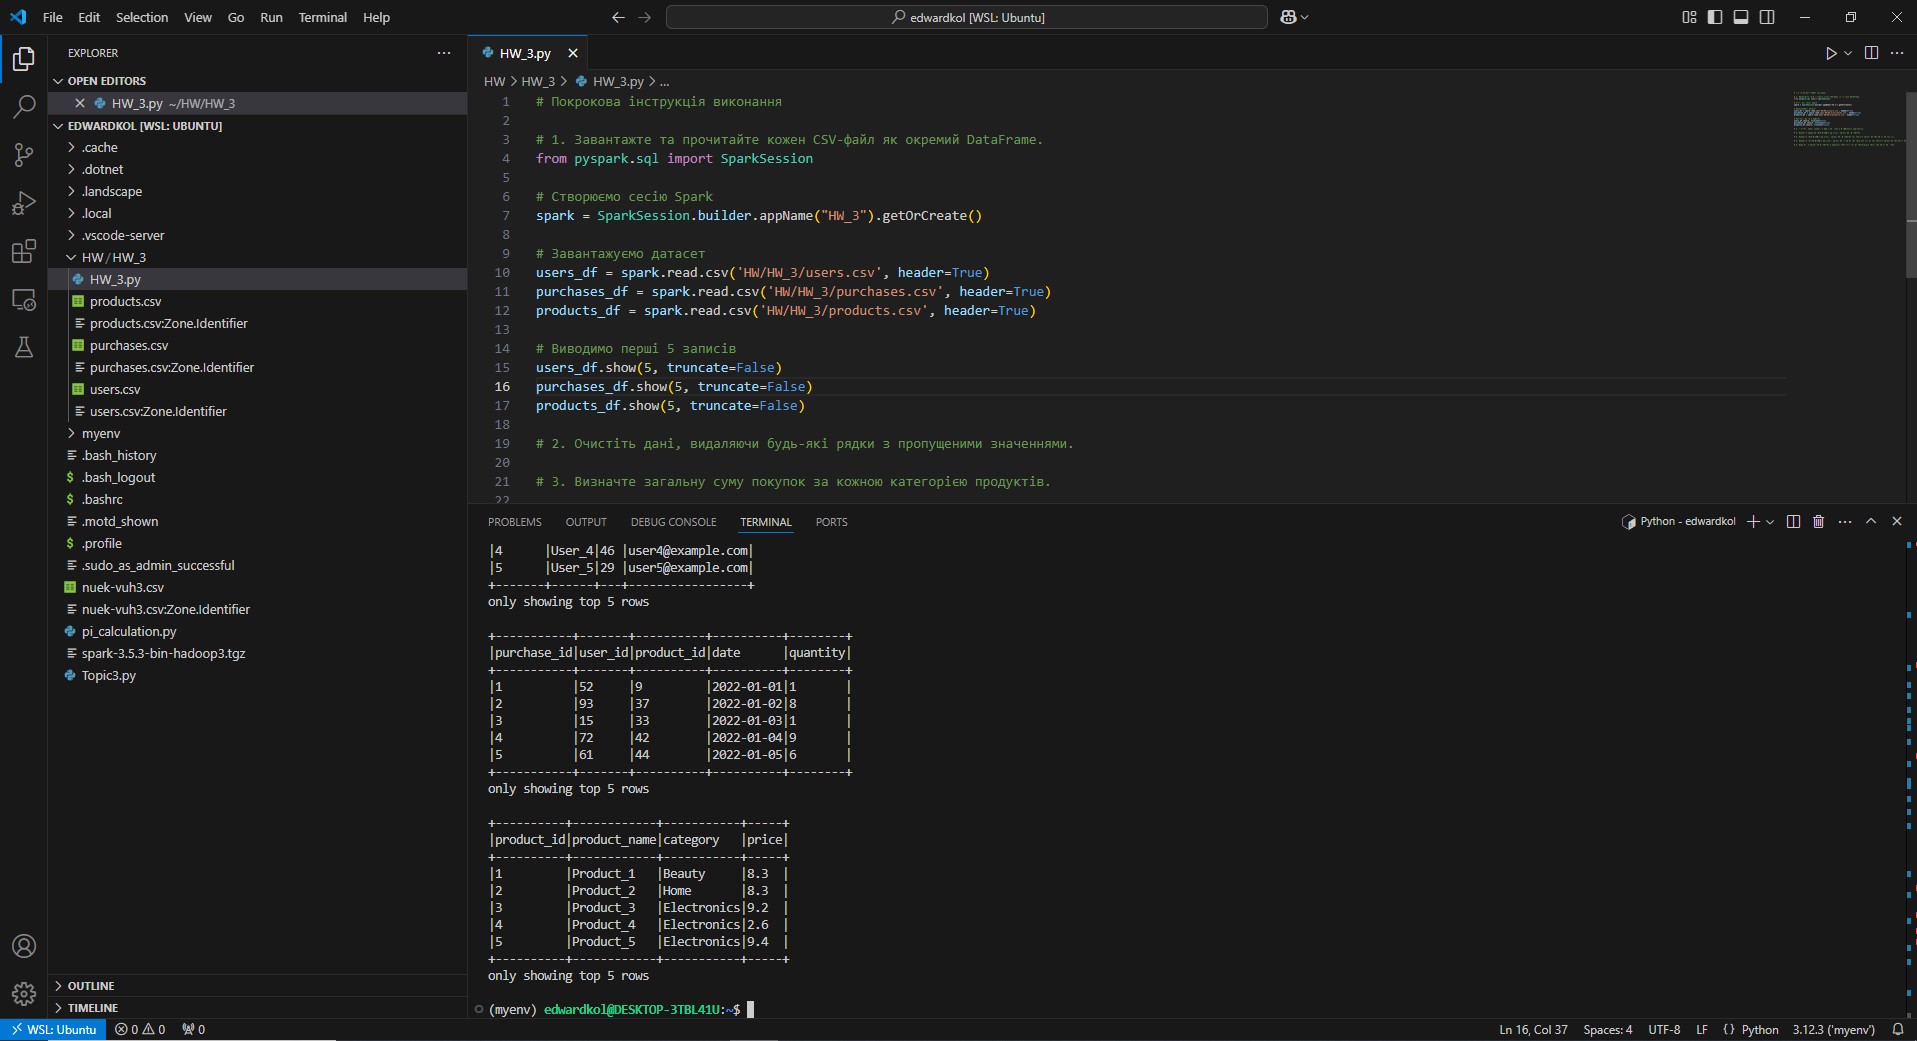 File Edit Selection View Go Run Terminal Help
edwardkol [WSL: Ubuntu]
EXPLORER
OPEN EDITORS
HW_3.py ~/HW/HW_3
EDWARDKOL [WSL: UBUNTU]
.cache
.dotnet
.landscape
.local
.vscode-server
HW / HW_3
HW_3.py
products.csv
products.csv:Zone.Identifier
purchases.csv
purchases.csv:Zone.Identifier
users.csv
users.csv:Zone.Identifier
myenv
.bash_history
.bash_logout
.bashrc
.motd_shown
.profile
.sudo_as_admin_successful
nuek-vuh3.csv
nuek-vuh3.csv:Zone.Identifier
pi_calculation.py
spark-3.5.3-bin-hadoop3.tgz
Topic3.py
OUTLINE
TIMELINE
HW_3.py
HW > HW_3 > HW_3.py > ...
1 # Покрокова інструкція виконання
2
3 # 1. Завантажте та прочитайте кожен CSV-файл як окремий DataFrame.
4 from pyspark.sql import SparkSession
5
6 # Створюємо сесію Spark
7 spark = SparkSession.builder.appName("HW_3").getOrCreate()
8
9 # Завантажуємо датасет
10 users_df = spark.read.csv('HW/HW_3/users.csv', header=True)
11 purchases_df = spark.read.csv('HW/HW_3/purchases.csv', header=True)
12 products_df = spark.read.csv('HW/HW_3/products.csv', header=True)
13
14 # Виводимо перші 5 записів
15 users_df.show(5, truncate=False)
16 purchases_df.show(5, truncate=False)
17 products_df.show(5, truncate=False)
18
19 # 2. Очистіть дані, видаляючи будь-які рядки з пропущеними значеннями.
20
21 # 3. Визначте загальну суму покупок за кожною категорією продуктів.
22
PROBLEMS OUTPUT DEBUG CONSOLE TERMINAL PORTS
Python - edwardkol
|4 |User_4|46 |user4@example.com|
|5 |User_5|29 |user5@example.com|
+-------+------+---+-----------------+
only showing top 5 rows
+-----------+-------+----------+----------+--------+
|purchase_id|user_id|product_id|date |quantity|
+-----------+-------+----------+----------+--------+
|1 |52 |9 |2022-01-01|1 |
|2 |93 |37 |2022-01-02|8 |
|3 |15 |33 |2022-01-03|1 |
|4 |72 |42 |2022-01-04|9 |
|5 |61 |44 |2022-01-05|6 |
+-----------+-------+----------+----------+--------+
only showing top 5 rows
+----------+------------+-----------+-----+
|product_id|product_name|category |price|
+----------+------------+-----------+-----+
|1 |Product_1 |Beauty |8.3 |
|2 |Product_2 |Home |8.3 |
|3 |Product_3 |Electronics|9.2 |
|4 |Product_4 |Electronics|2.6 |
|5 |Product_5 |Electronics|9.4 |
+----------+------------+-----------+-----+
only showing top 5 rows
(myenv) edwardkol@DESKTOP-3TBL41U:~$
WSL: Ubuntu 0 0 0 Ln 16, Col 37 Spaces: 4 UTF-8 LF {} Python 3.12.3 ('myenv')